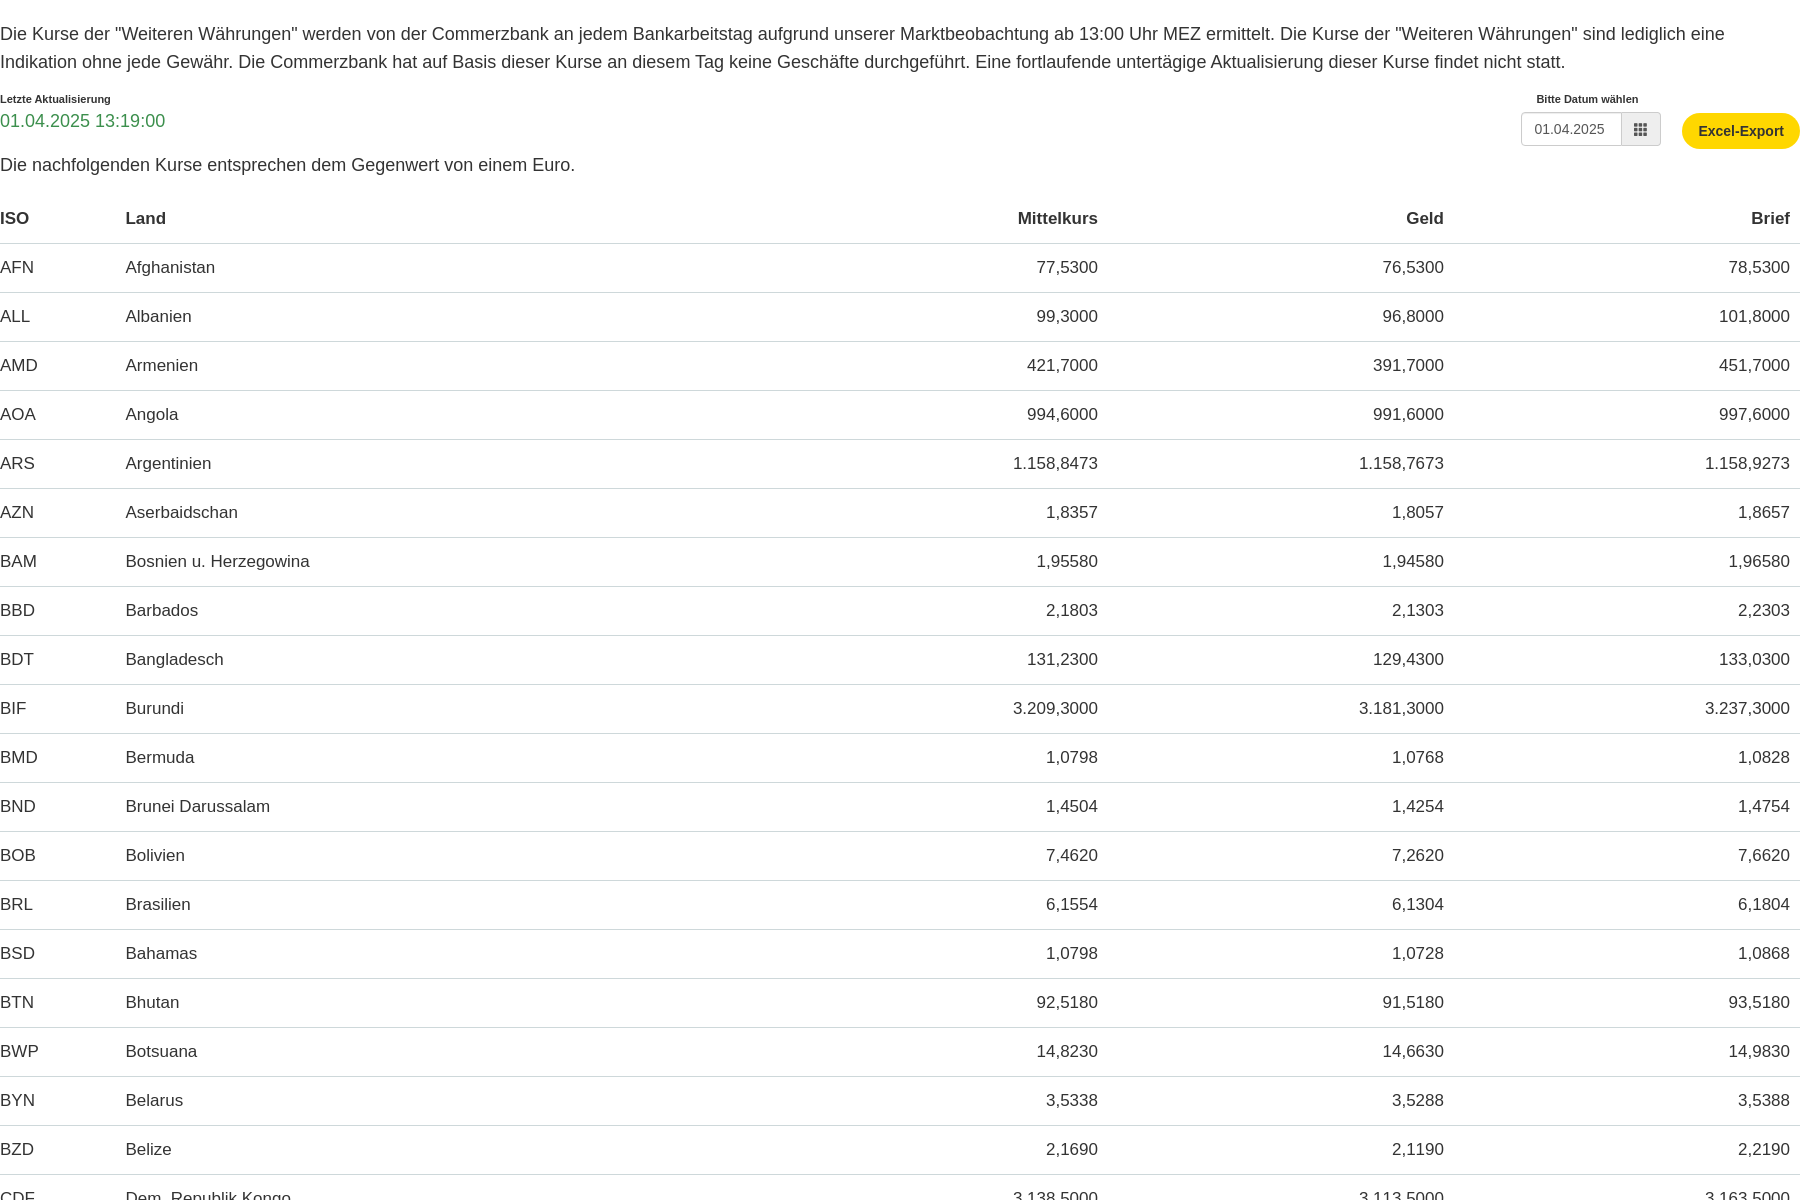 Die Kurse der "Weiteren Währungen" werden von der Commerzbank an jedem Bankarbeitstag aufgrund unserer Marktbeobachtung ab 13:00 Uhr MEZ ermittelt. Die Kurse der "Weiteren Währungen" sind lediglich eine
Indikation ohne jede Gewähr. Die Commerzbank hat auf Basis dieser Kurse an diesem Tag keine Geschäfte durchgeführt. Eine fortlaufende untertägige Aktualisierung dieser Kurse findet nicht statt.
Letzte Aktualisierung
01.04.2025 13:19:00
Bitte Datum wählen
01.04.2025
Excel-Export
Die nachfolgenden Kurse entsprechen dem Gegenwert von einem Euro.
ISO Land Mittelkurs Geld Brief
AFN Afghanistan 77,5300 76,5300 78,5300
ALL Albanien 99,3000 96,8000 101,8000
AMD Armenien 421,7000 391,7000 451,7000
AOA Angola 994,6000 991,6000 997,6000
ARS Argentinien 1.158,8473 1.158,7673 1.158,9273
AZN Aserbaidschan 1,8357 1,8057 1,8657
BAM Bosnien u. Herzegowina 1,95580 1,94580 1,96580
BBD Barbados 2,1803 2,1303 2,2303
BDT Bangladesch 131,2300 129,4300 133,0300
BIF Burundi 3.209,3000 3.181,3000 3.237,3000
BMD Bermuda 1,0798 1,0768 1,0828
BND Brunei Darussalam 1,4504 1,4254 1,4754
BOB Bolivien 7,4620 7,2620 7,6620
BRL Brasilien 6,1554 6,1304 6,1804
BSD Bahamas 1,0798 1,0728 1,0868
BTN Bhutan 92,5180 91,5180 93,5180
BWP Botsuana 14,8230 14,6630 14,9830
BYN Belarus 3,5338 3,5288 3,5388
BZD Belize 2,1690 2,1190 2,2190
CDF Dem. Republik Kongo 3.138,5000 3.113,5000 3.163,5000